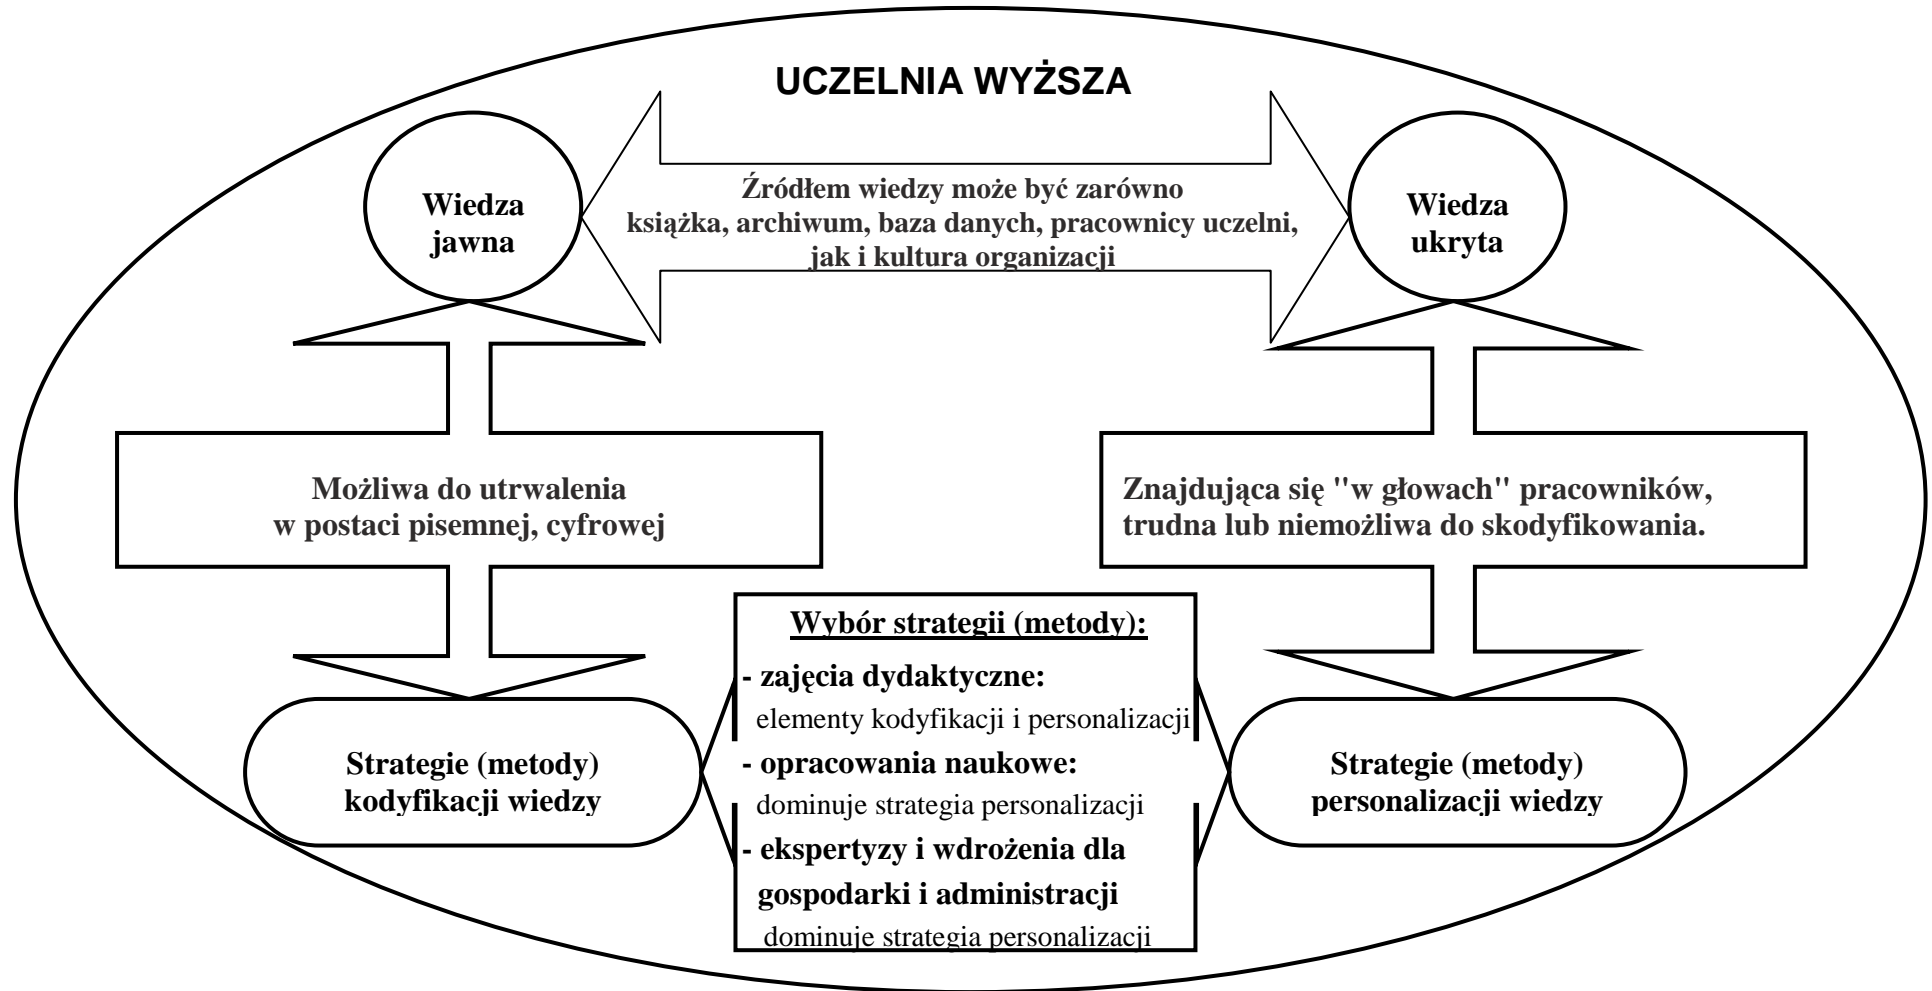 UCZELNIA WYŻSZA
Wiedza
jawna
Źródłem wiedzy może być zarówno
książka, archiwum, baza danych, pracownicy uczelni,
jak i kultura organizacji
Wiedza
ukryta
Możliwa do utrwalenia
w postaci pisemnej, cyfrowej
Znajdująca się "w głowach" pracowników,
trudna lub niemożliwa do skodyfikowania.
Strategie (metody)
kodyfikacji wiedzy
Wybór strategii (metody):
- zajęcia dydaktyczne:
elementy kodyfikacji i personalizacji
- opracowania naukowe:
dominuje strategia personalizacji
- ekspertyzy i wdrożenia dla
gospodarki i administracji
dominuje strategia personalizacji
Strategie (metody)
personalizacji wiedzy